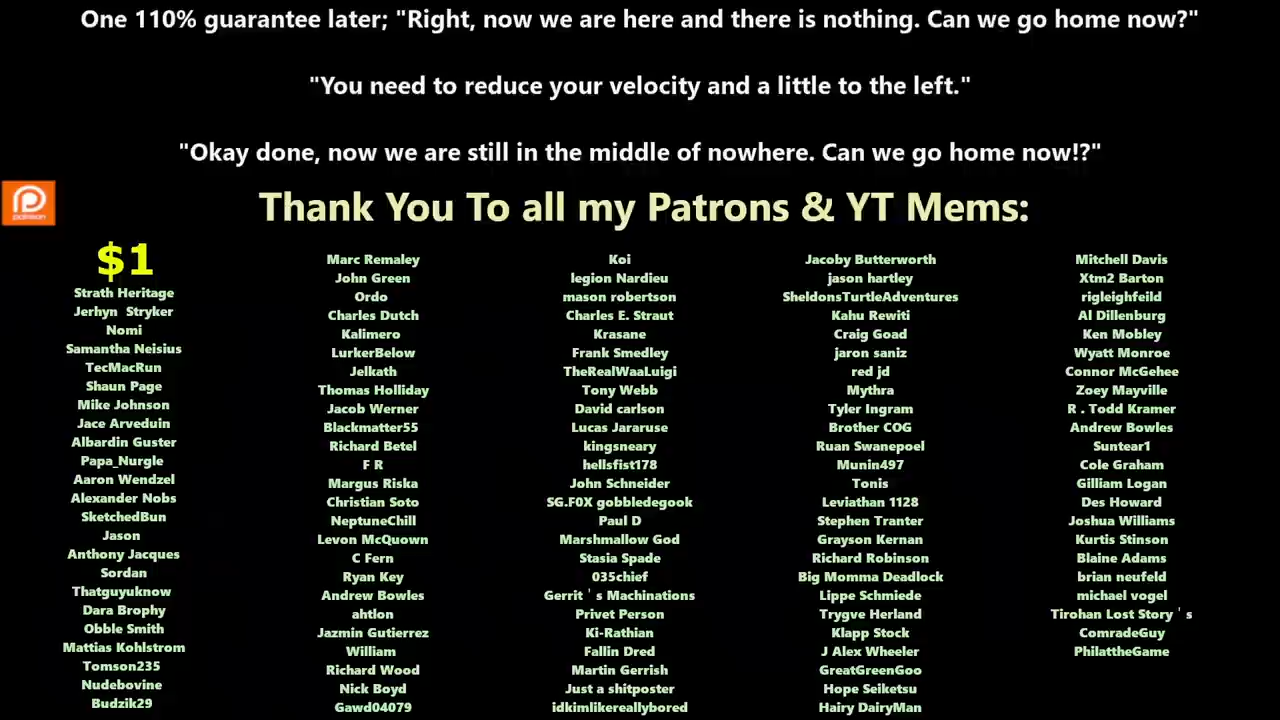 One 110% guarantee later; "Right, now we are here and there is nothing. Can we go home now?"
"You need to reduce your velocity and a little to the left."
"Okay done, now we are still in the middle of nowhere. Can we go home now!?"
patreon
Thank You To all my Patrons & YT Mems:
$1
Strath Heritage
Jerhyn Stryker
Nomi
Samantha Neisius
TecMacRun
Shaun Page
Mike Johnson
Jace Arveduin
Albardin Guster
Papa_Nurgle
Aaron Wendzel
Alexander Nobs
SketchedBun
Jason
Anthony Jacques
Sordan
Thatguyuknow
Dara Brophy
Obble Smith
Mattias Kohlstrom
Tomson235
Nudebovine
Budzik29
Marc Remaley
John Green
Ordo
Charles Dutch
Kalimero
LurkerBelow
Jelkath
Thomas Holliday
Jacob Werner
Blackmatter55
Richard Betel
F R
Margus Riska
Christian Soto
NeptuneChill
Levon McQuown
C Fern
Ryan Key
Andrew Bowles
ahtlon
Jazmin Gutierrez
William
Richard Wood
Nick Boyd
Gawd04079
Koi
legion Nardieu
mason robertson
Charles E. Straut
Krasane
Frank Smedley
TheRealWaaLuigi
Tony Webb
David carlson
Lucas Jararuse
kingsneary
hellsfist178
John Schneider
SG.F0X gobbledegook
Paul D
Marshmallow God
Stasia Spade
035chief
Gerrit ' s Machinations
Privet Person
Ki-Rathian
Fallin Dred
Martin Gerrish
Just a shitposter
idkimlikereallybored
Jacoby Butterworth
jason hartley
SheldonsTurtleAdventures
Kahu Rewiti
Craig Goad
jaron saniz
red jd
Mythra
Tyler Ingram
Brother COG
Ruan Swanepoel
Munin497
Tonis
Leviathan 1128
Stephen Tranter
Grayson Kernan
Richard Robinson
Big Momma Deadlock
Lippe Schmiede
Trygve Herland
Klapp Stock
J Alex Wheeler
GreatGreenGoo
Hope Seiketsu
Hairy DairyMan
Mitchell Davis
Xtm2 Barton
rigleighfeild
Al Dillenburg
Ken Mobley
Wyatt Monroe
Connor McGehee
Zoey Mayville
R . Todd Kramer
Andrew Bowles
Suntear1
Cole Graham
Gilliam Logan
Des Howard
Joshua Williams
Kurtis Stinson
Blaine Adams
brian neufeld
michael vogel
Tirohan Lost Story ' s
ComradeGuy
PhilattheGame